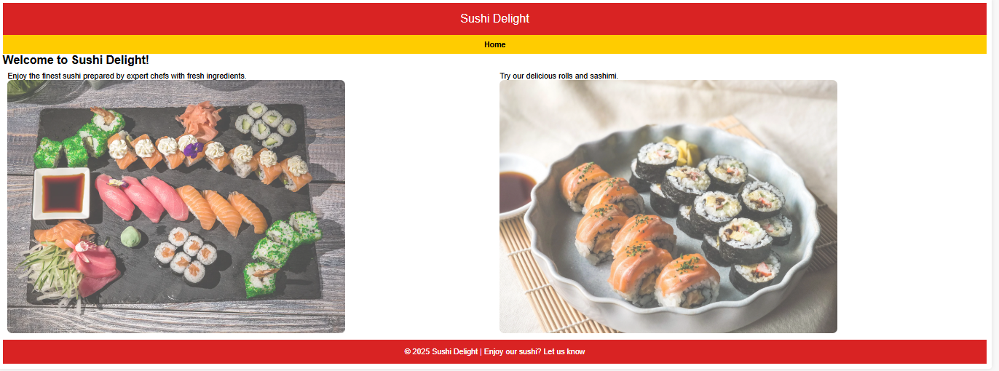 Sushi Delight
Home
Welcome to Sushi Delight!
Enjoy the finest sushi prepared by expert chefs with fresh ingredients.
Try our delicious rolls and sashimi.
© 2025 Sushi Delight | Enjoy our sushi? Let us know